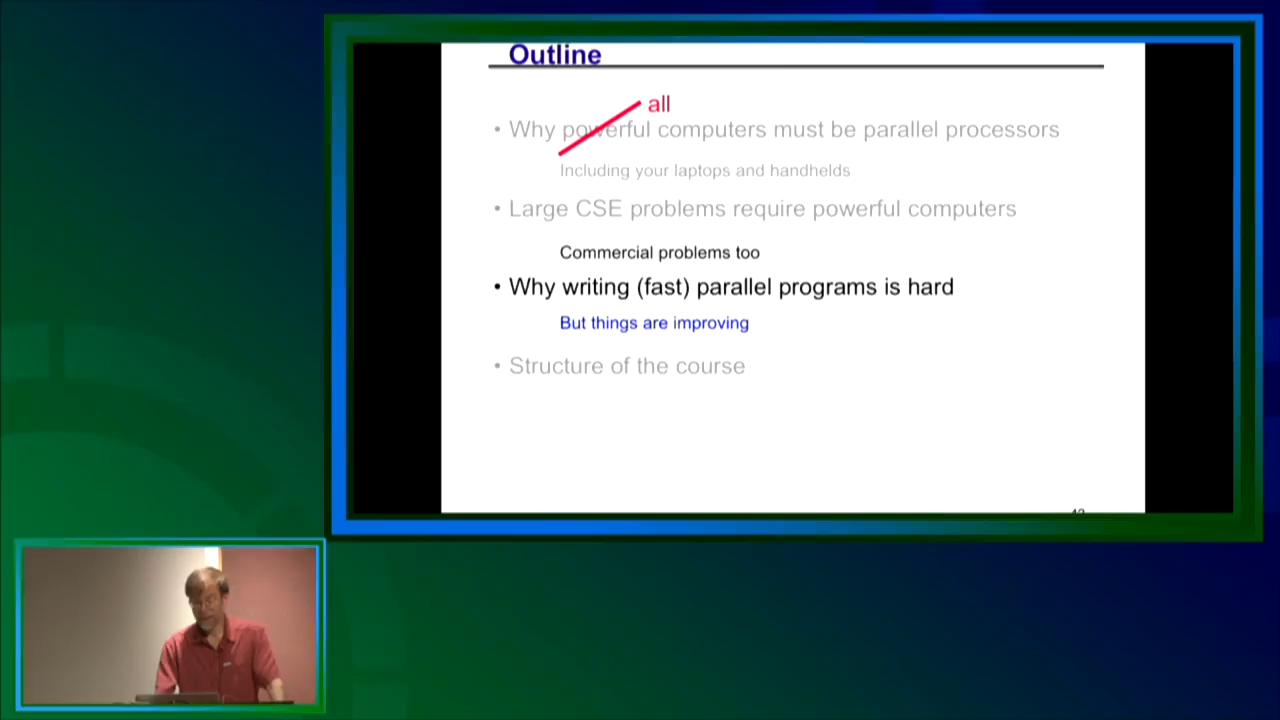 Outline
all
• Why powerful computers must be parallel processors
Including your laptops and handhelds
• Large CSE problems require powerful computers
Commercial problems too
• Why writing (fast) parallel programs is hard
But things are improving
• Structure of the course